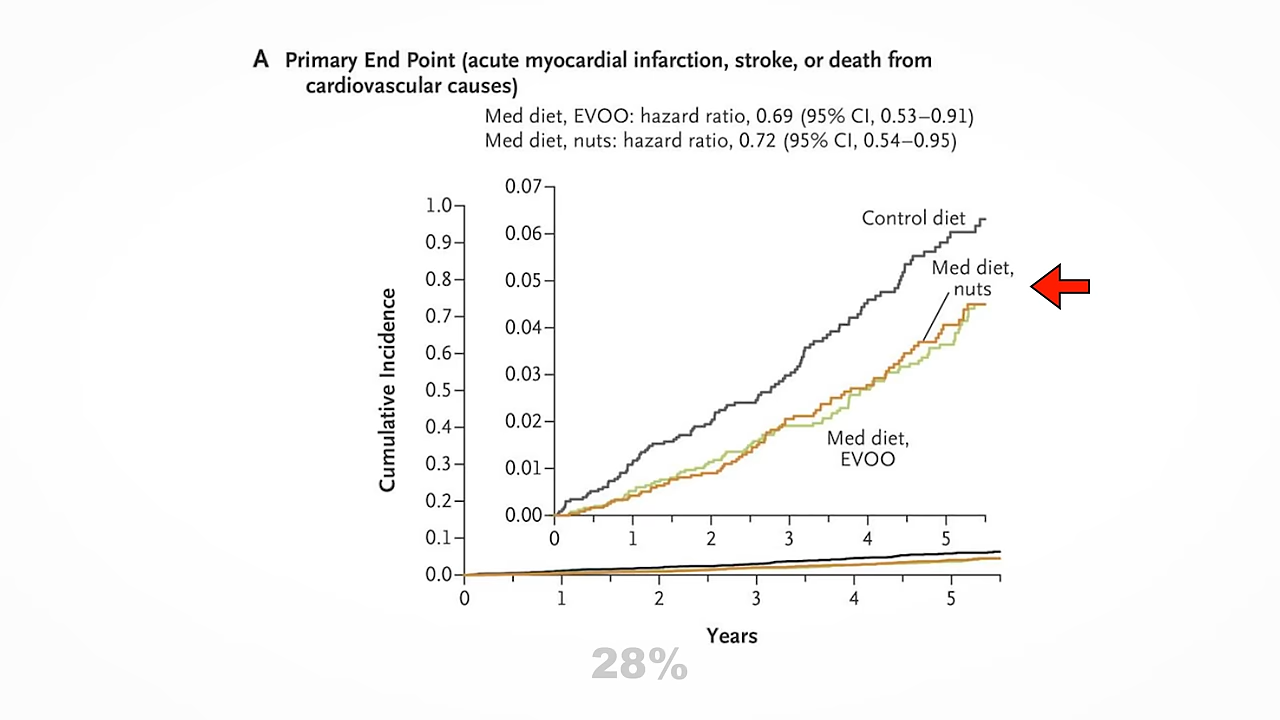 A Primary End Point (acute myocardial infarction, stroke, or death from
cardiovascular causes)
Med diet, EVOO: hazard ratio, 0.69 (95% CI, 0.53–0.91)
Med diet, nuts: hazard ratio, 0.72 (95% CI, 0.54–0.95)
Cumulative Incidence
1.0
0.9
0.8
0.7
0.6
0.5
0.4
0.3
0.2
0.1
0.0
0.07
0.06
0.05
0.04
0.03
0.02
0.01
0.00
Control diet
Med diet,
nuts
Med diet,
EVOO
0 1 2 3 4 5
0 1 2 3 4 5
Years
28%